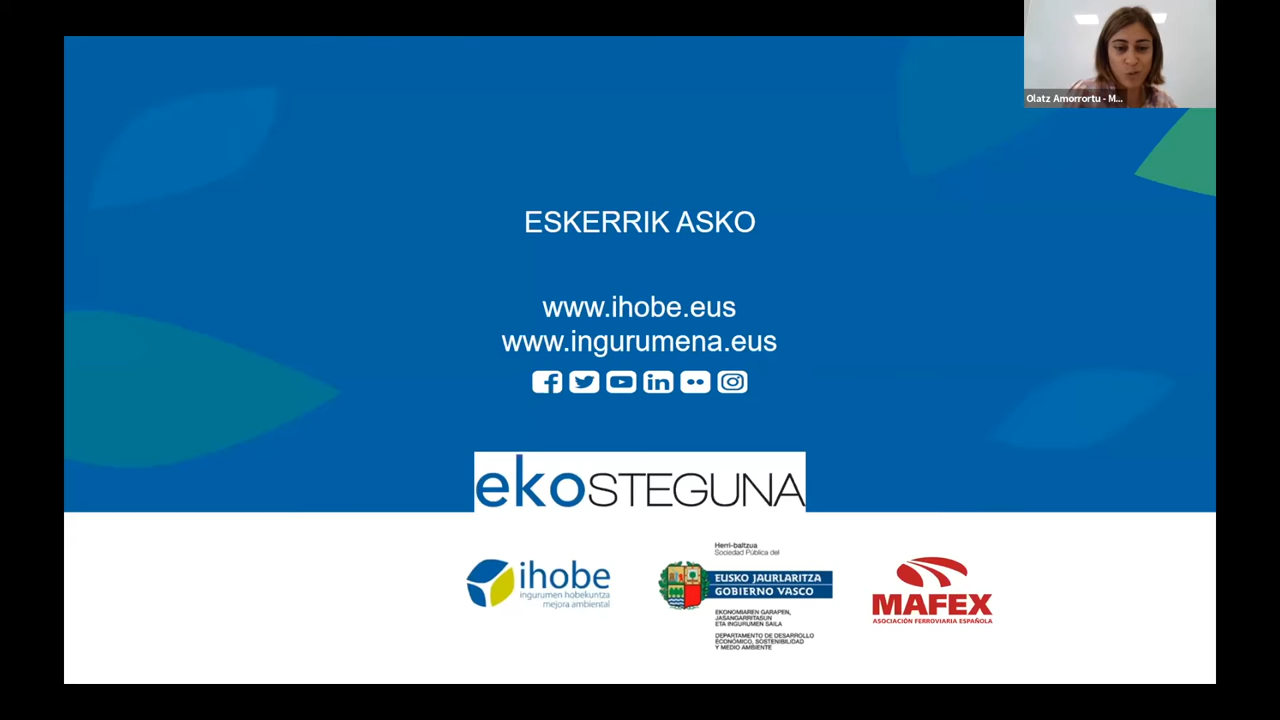 Olatz Amorrortu - M...
ESKERRIK ASKO
www.ihobe.eus
www.ingurumena.eus
ekoSTEGUNA
ihobe
ingurumen hobekuntza
mejora ambiental
Herri-baltzua
Sociedad Pública del
EUSKO JAURLARITZA
GOBIERNO VASCO
EKONOMIAREN GARAPEN,
JASANGARRITASUN
ETA INGURUMEN SAILA
DEPARTAMENTO DE DESARROLLO
ECONÓMICO, SOSTENIBILIDAD
Y MEDIO AMBIENTE
MAFEX
ASOCIACIÓN FERROVIARIA ESPAÑOLA